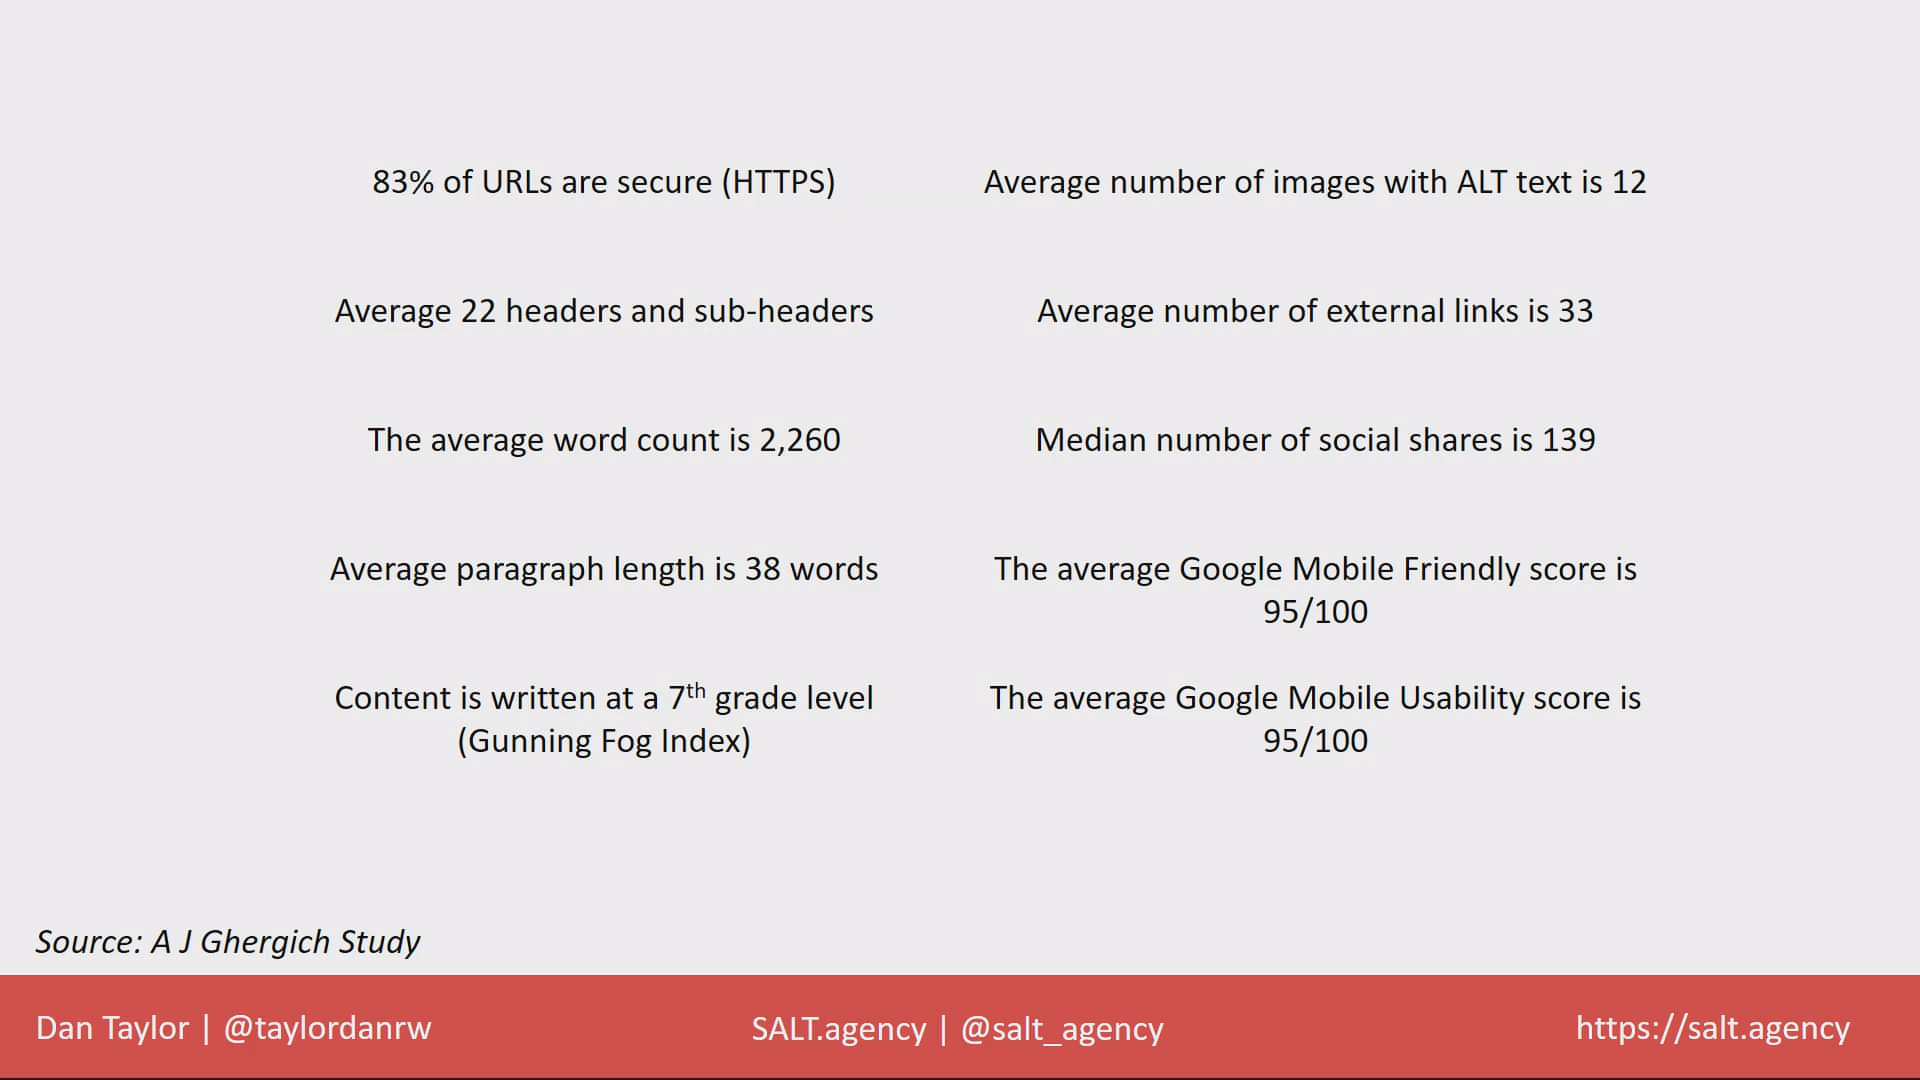 83% of URLs are secure (HTTPS)
Average number of images with ALT text is 12
Average 22 headers and sub-headers
Average number of external links is 33
The average word count is 2,260
Median number of social shares is 139
Average paragraph length is 38 words
The average Google Mobile Friendly score is
95/100
Content is written at a 7th grade level
(Gunning Fog Index)
The average Google Mobile Usability score is
95/100
Source: A J Ghergich Study
Dan Taylor | @taylordanrw
SALT.agency | @salt_agency
https://salt.agency